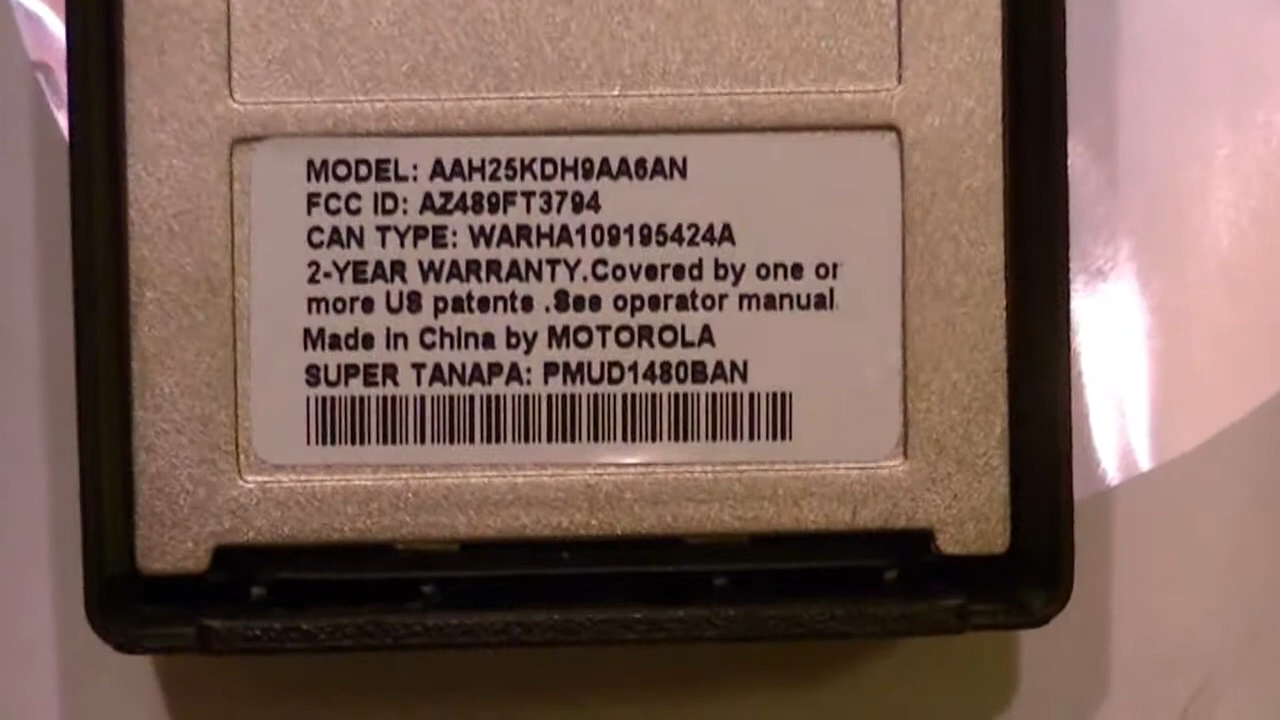 MODEL: AAH25KDH9AA6AN
FCC ID: AZ489FT3794
CAN TYPE: WARHA109195424A
2-YEAR WARRANTY.Covered by one or
more US patents .See operator manual
Made in China by MOTOROLA
SUPER TANAPA: PMUD1480BAN